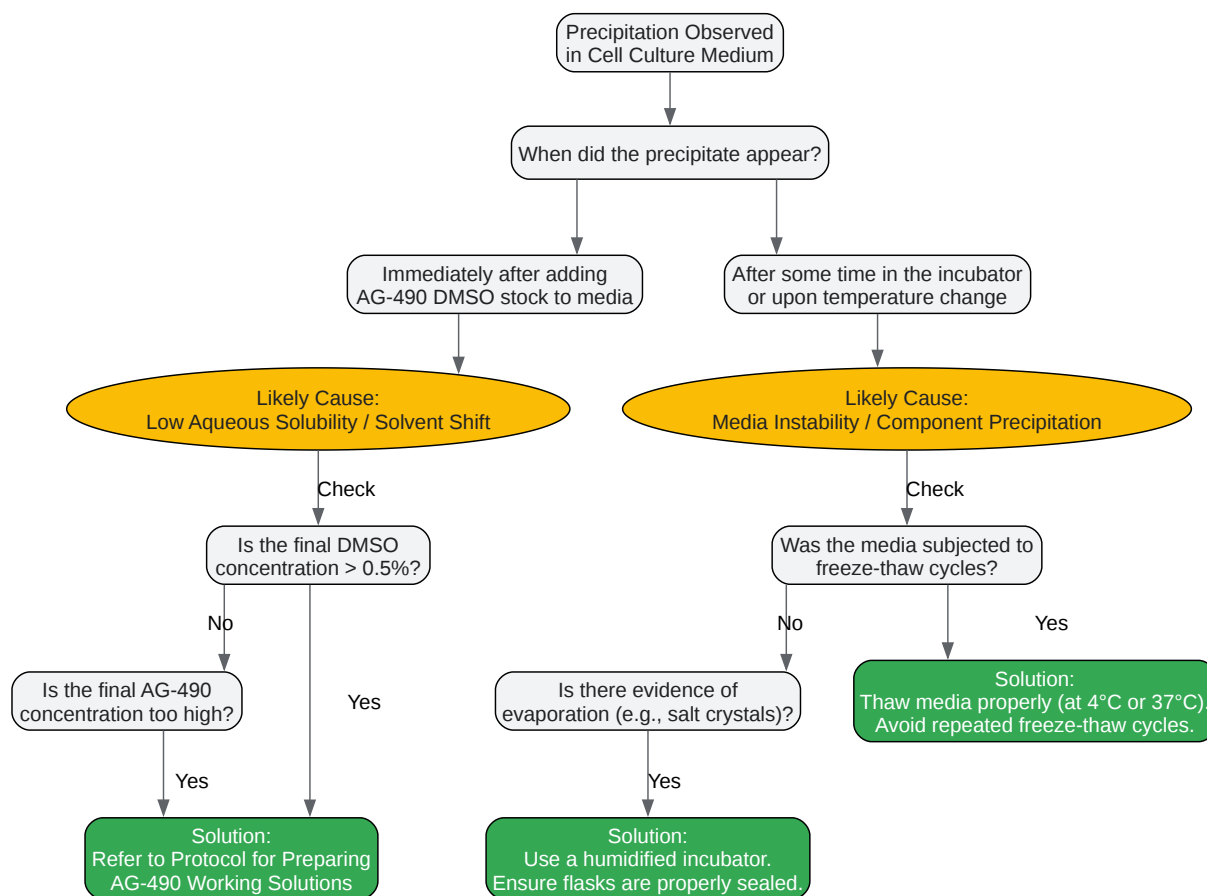 Precipitation Observed
in Cell Culture Medium
When did the precipitate appear?
Immediately after adding
AG-490 DMSO stock to media
After some time in the incubator
or upon temperature change
Likely Cause:
Low Aqueous Solubility / Solvent Shift
Likely Cause:
Media Instability / Component Precipitation
Check
Check
Is the final DMSO
concentration > 0.5%?
Was the media subjected to
freeze-thaw cycles?
No
No
Yes
Is the final AG-490
concentration too high?
Yes
Is there evidence of
evaporation (e.g., salt crystals)?
Solution:
Thaw media properly (at 4°C or 37°C).
Avoid repeated freeze-thaw cycles.
Yes
Yes
Solution:
Refer to Protocol for Preparing
AG-490 Working Solutions
Solution:
Use a humidified incubator.
Ensure flasks are properly sealed.